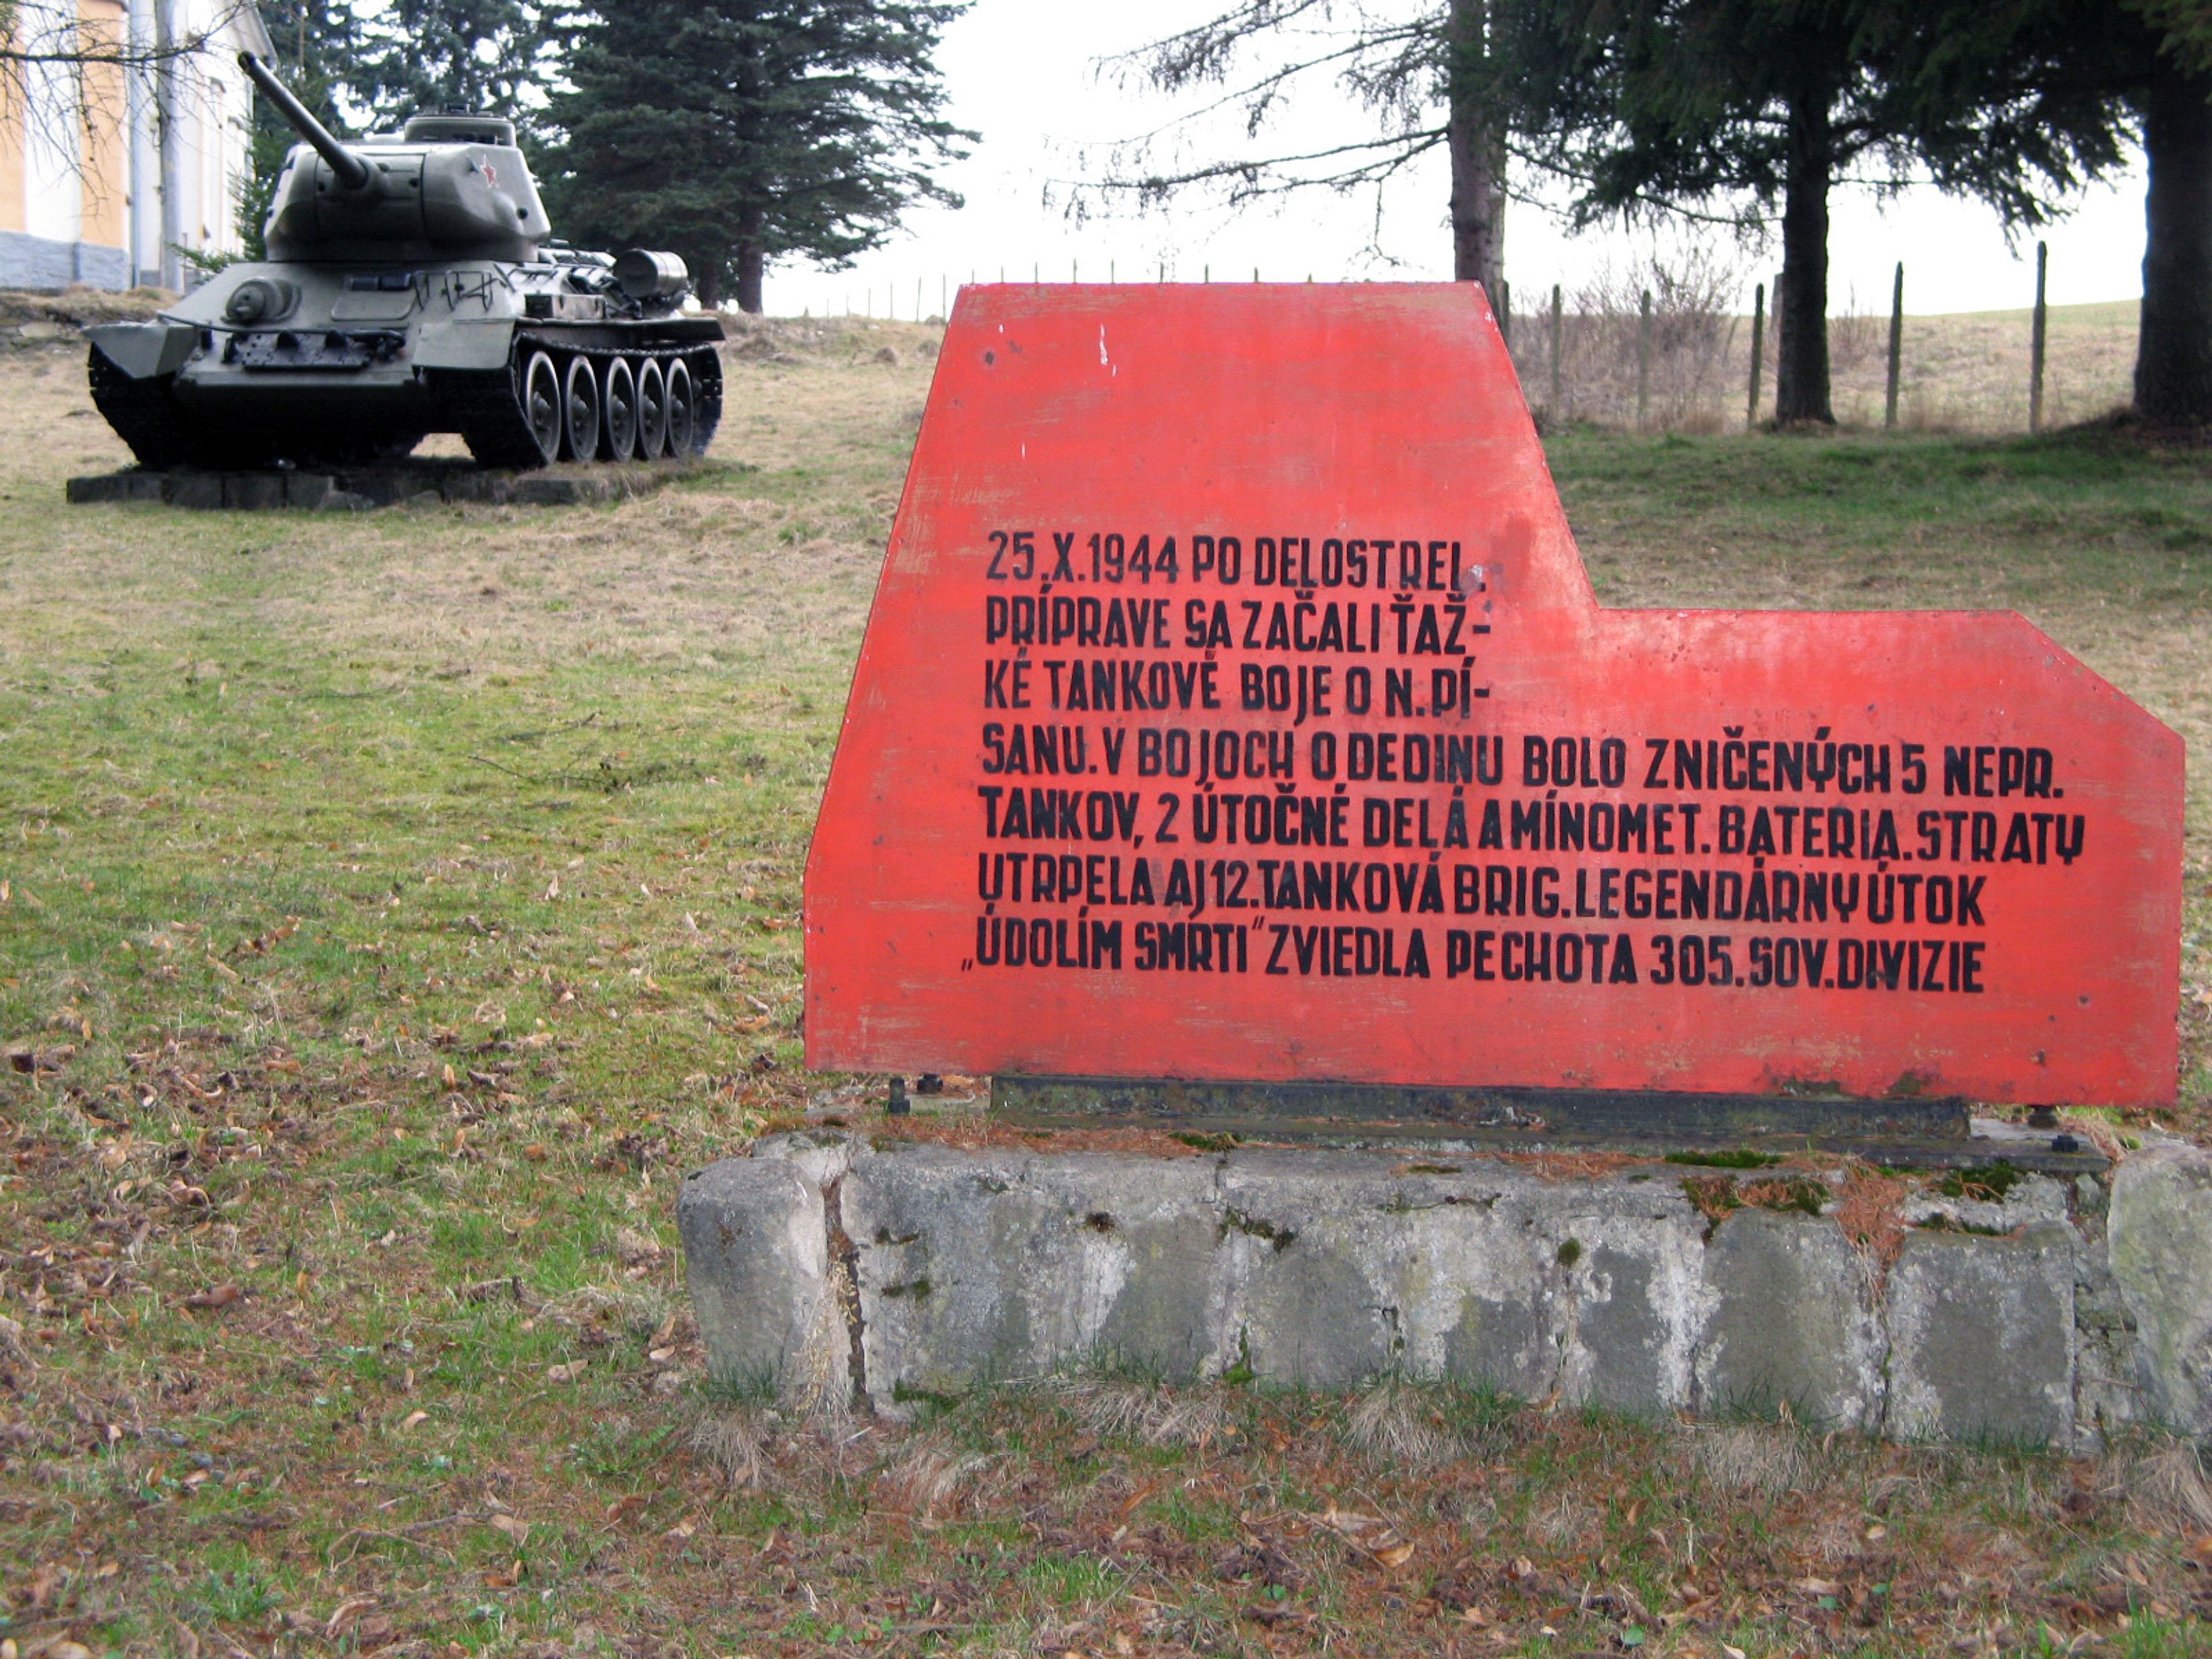 25.X.1944 PO DELOSTREL.
PRÍPRAVE SA ZAČALI ŤAŽ-
KÉ TANKOVÉ BOJE O N.PÍ-
SANU. V BOJOCH O DEDINU BOLO ZNIČENÝCH 5 NEPR.
TANKOV, 2 ÚTOČNÉ DELÁ A MÍNOMET. BATERIA. STRATY
UTRPELA AJ 12. TANKOVÁ BRIG. LEGENDÁRNY ÚTOK
„ÚDOLÍM SMRTI" ZVIEDLA PECHOTA 305. SOV. DIVIZIE